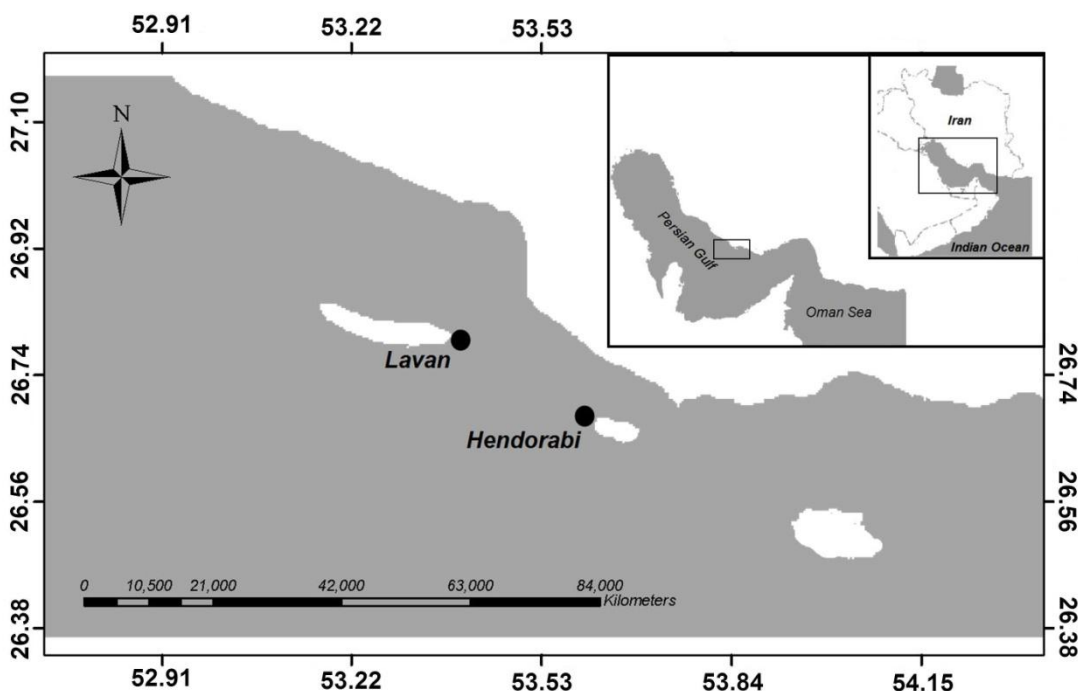 52.91 53.22 53.53
N
27.10
26.92
26.74
26.56
26.38
Lavan
Hendorabi
0 10,500 21,000 42,000 63,000 84,000
Kilometers
Persian Gulf
Oman Sea
Iran
Indian Ocean
26.74
26.56
26.38
52.91 53.22 53.53 53.84 54.15